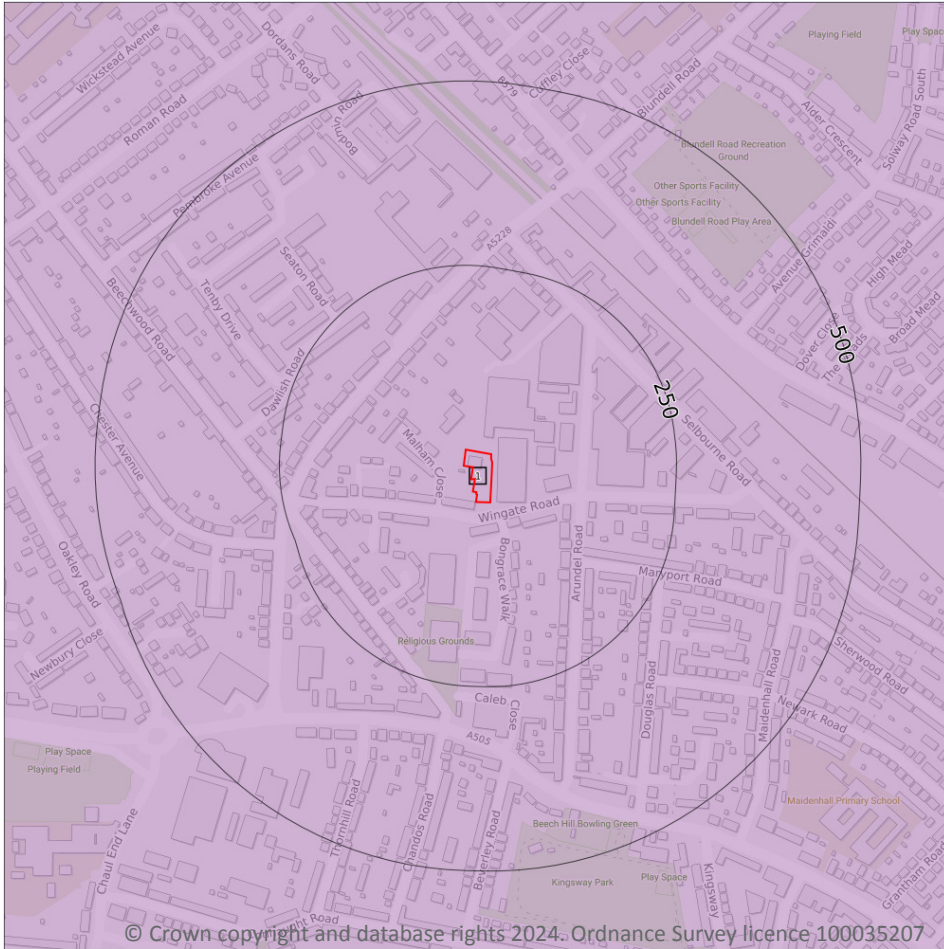 Playing Field
Play Space
Wickstead Avenue
Dordans Road
B579
Cuffley Close
Blundell Road
Alder Crescent
Solway Road South
Roman Road
Bodmin Road
Pembroke Avenue
Blundell Road Recreation
Ground
Other Sports Facility
Other Sports Facility
Blundell Road Play Area
A5228
Avenue Grimaldi
High Mead
Broad Mead
Beechwood Road
Tenby Drive
Seaton Road
Dover Close
500
Dawlish Road
250
Selbourne Road
Chester Avenue
Malham Close
1
Wingate Road
Oakley Road
Bongrace Walk
Arundel Road
Maryport Road
Religious Grounds
Newbury Close
Sherwood Road
Caleb
Close
Douglas Road
Maidenhall Road
Newark Road
A505
Play Space
Playing Field
Thornhill Road
Chandos Road
Beverley Road
Maidenhall Primary School
Beech Hill Bowling Green
Chaul End Lane
Kingsway Park
Play Space
Kingsway
Grantham Road
Road
© Crown copyright and database rights 2024. Ordnance Survey licence 100035207